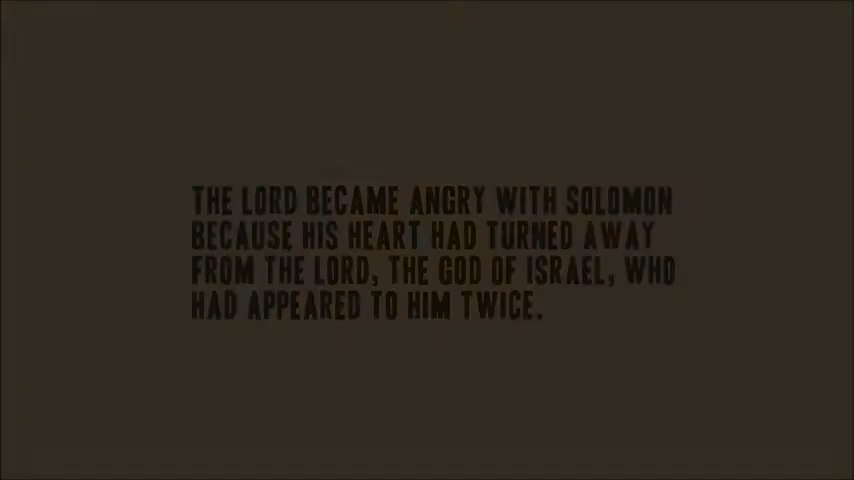 THE LORD BECAME ANGRY WITH SOLOMON
BECAUSE HIS HEART HAD TURNED AWAY
FROM THE LORD, THE GOD OF ISRAEL, WHO
HAD APPEARED TO HIM TWICE.